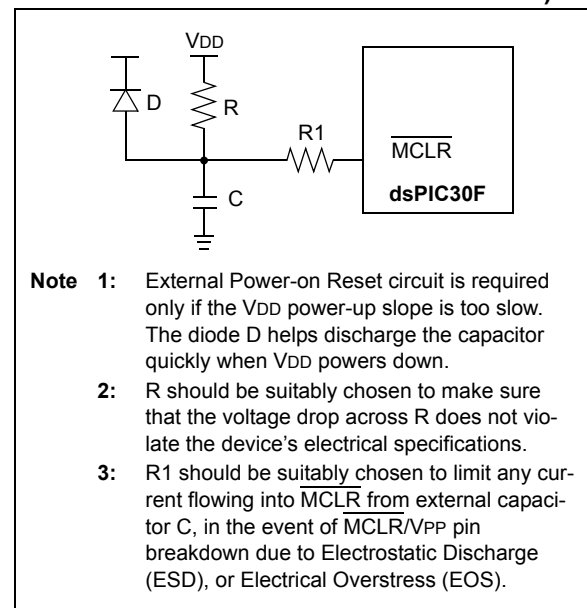 VDD
D
R
R1
MCLR
dsPIC30F
C
Note 1: External Power-on Reset circuit is required
only if the VDD power-up slope is too slow.
The diode D helps discharge the capacitor
quickly when VDD powers down.
2: R should be suitably chosen to make sure
that the voltage drop across R does not vio-
late the device's electrical specifications.
3: R1 should be suitably chosen to limit any cur-
rent flowing into MCLR from external capaci-
tor C, in the event of MCLR/VPP pin
breakdown due to Electrostatic Discharge
(ESD), or Electrical Overstress (EOS).